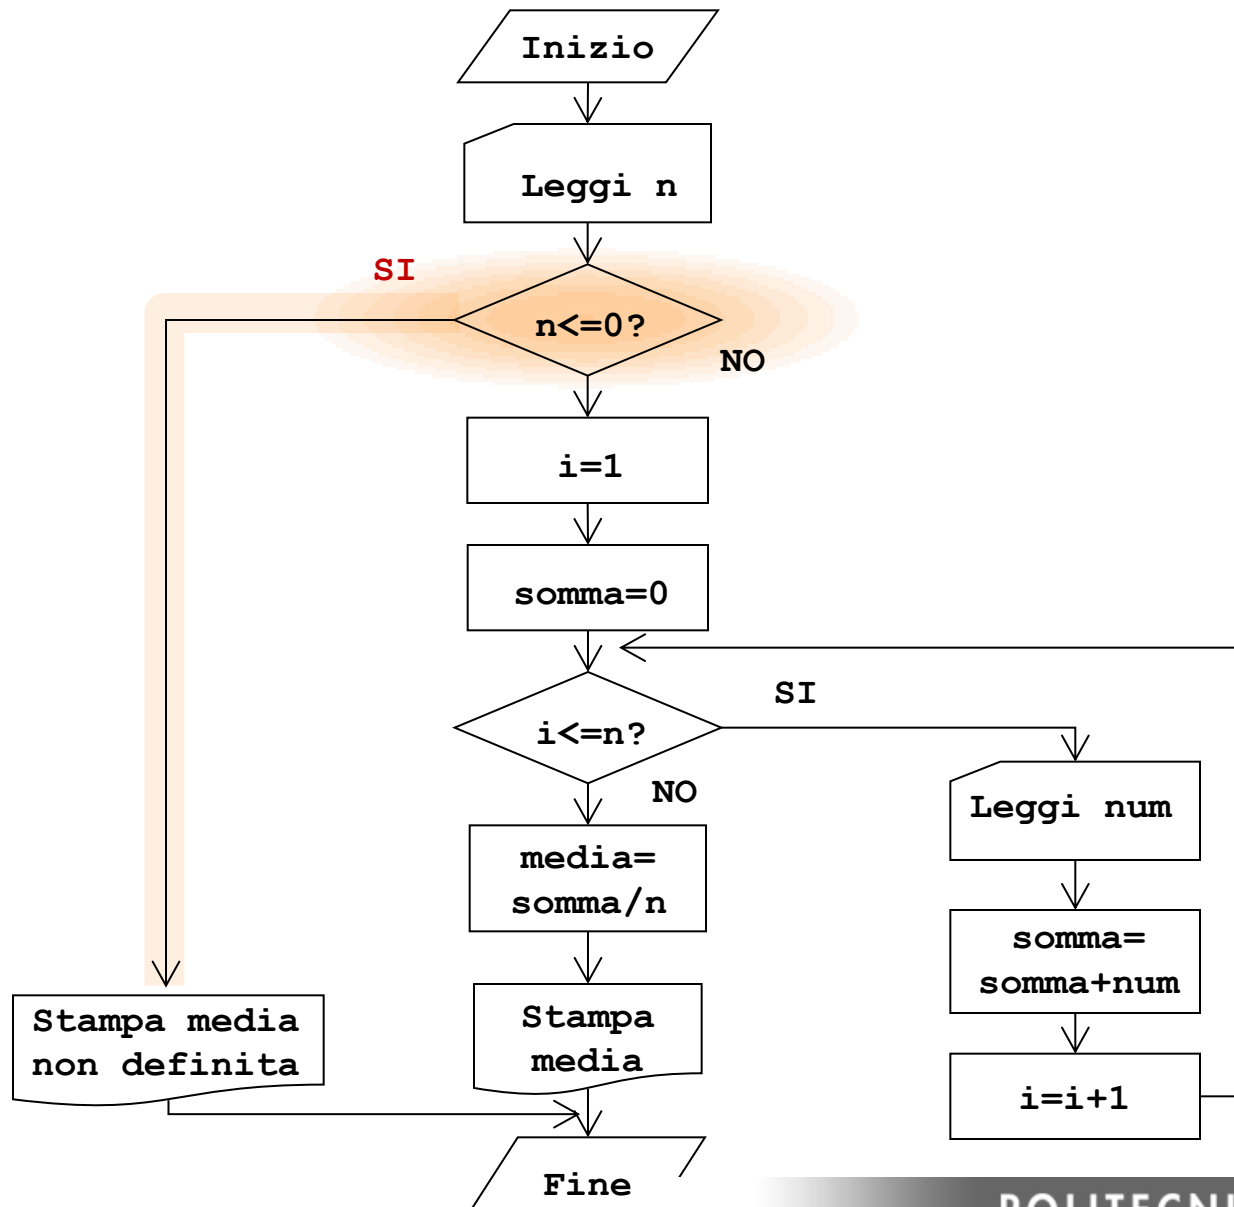 Inizio
Leggi n
SI
n<=0?
NO
i=1
somma=0
SI
i<=n?
NO
Leggi num
media=
somma/n
somma=
somma+num
Stampa media
non definita
Stampa
media
i=i+1
Fine